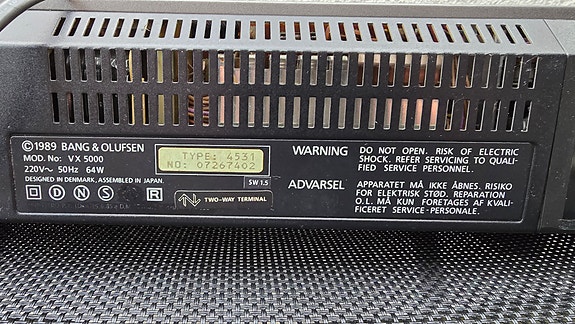 ©1989 BANG & OLUFSEN
MOD. No: VX 5000
220V~ 50Hz 64W
DESIGNED IN DENMARK, ASSEMBLED IN JAPAN.
D N S R
TYPE: 4531
NO: 07267402
SW 1.5
TWO-WAY TERMINAL
WARNING
DO NOT OPEN. RISK OF ELECTRIC
SHOCK. REFER SERVICING TO QUALI-
FIED SERVICE PERSONNEL.
ADVARSEL
APPARATET MÅ IKKE ÅBNES. RISIKO
FOR ELEKTRISK STØD. REPARATION
O.L. MÅ KUN FORETAGES AF KVALI-
FICERET SERVICE-PERSONALE.